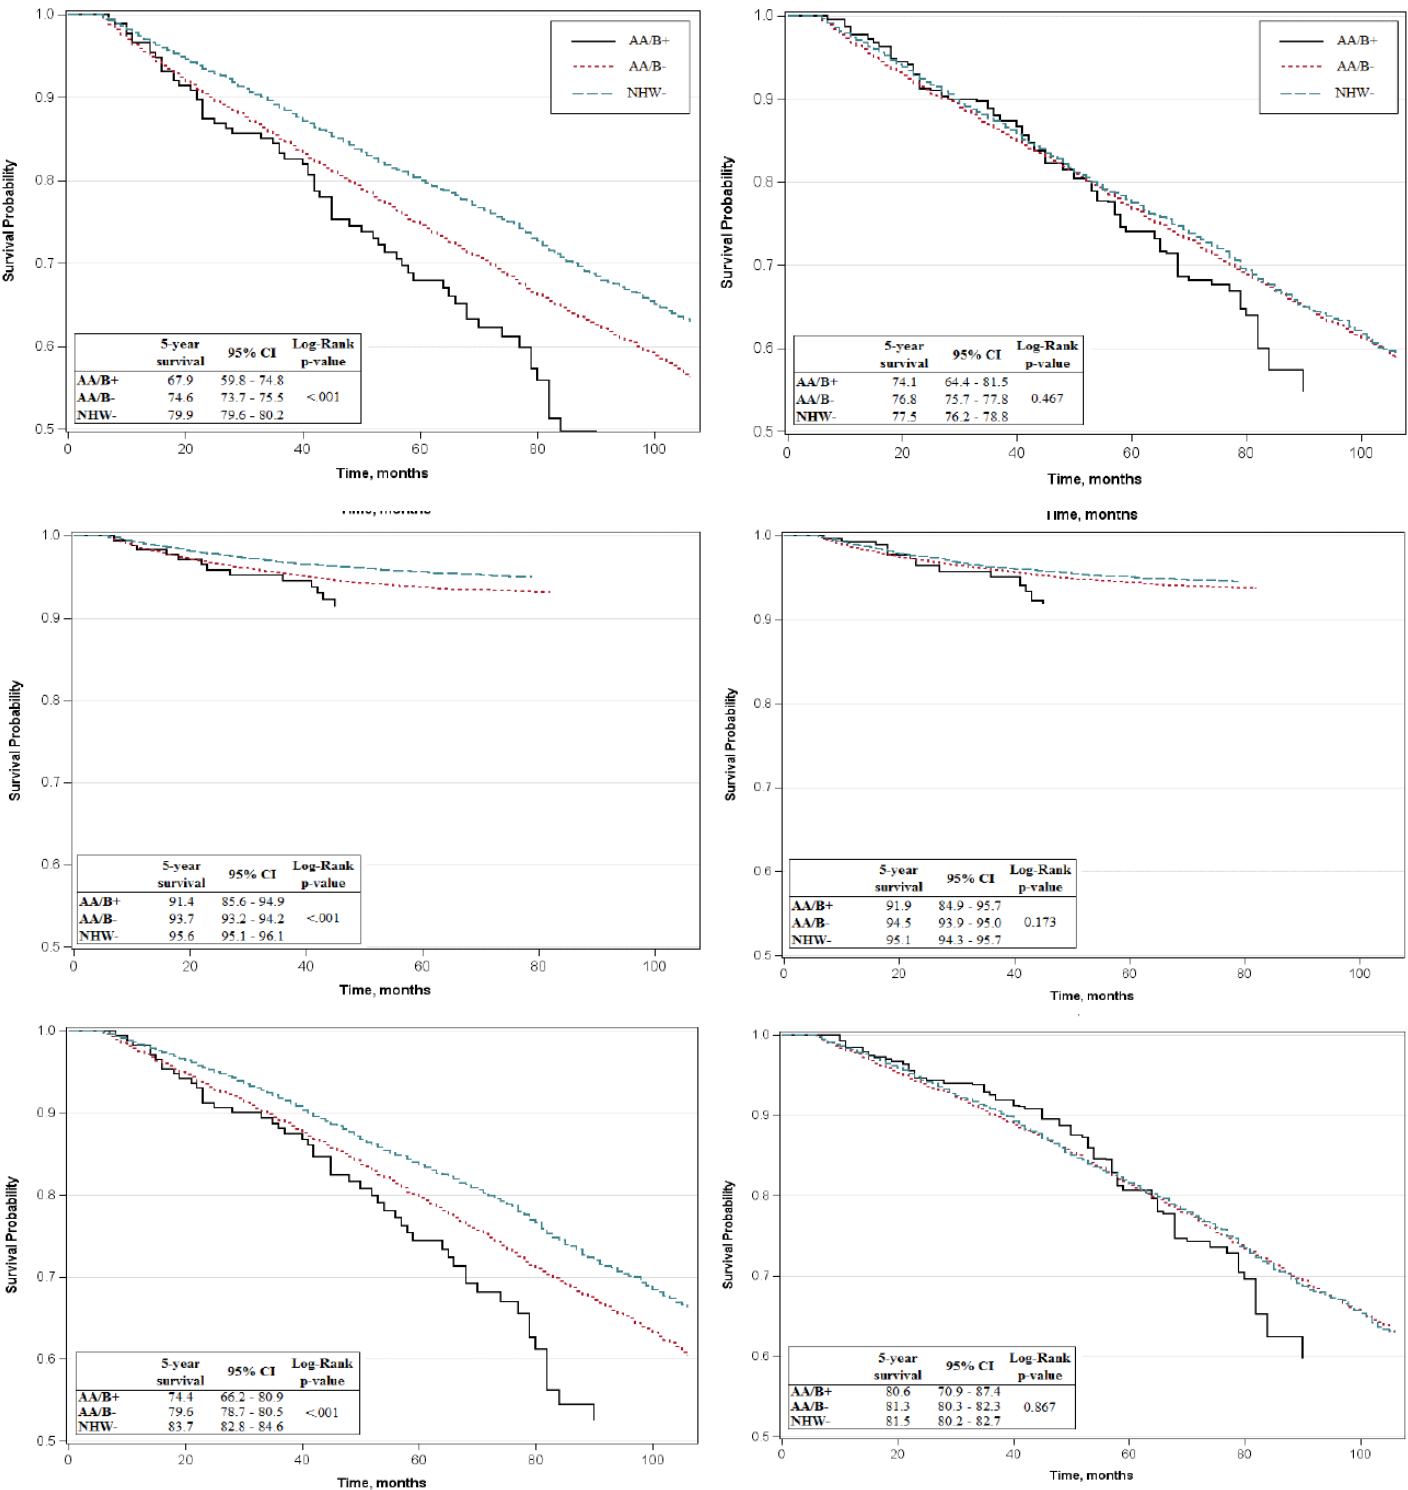 1.0
0.9
0.8
0.7
0.6
0.5
Survival Probability
AA/B+
AA/B-
NHW-
5-year survival 95% CI Log-Rank p-value
AA/B+ 67.9 59.8 - 74.8
AA/B- 74.6 73.7 - 75.5 <.001
NHW- 79.9 79.6 - 80.2
0 20 40 60 80 100
Time, months
1.0
0.9
0.8
0.7
0.6
0.5
Survival Probability
AA/B+
AA/B-
NHW-
5-year survival 95% CI Log-Rank p-value
AA/B+ 74.1 64.4 - 81.5
AA/B- 76.8 75.7 - 77.8 0.467
NHW- 77.5 76.2 - 78.8
0 20 40 60 80 100
Time, months
Time, months
1.0
0.9
0.8
0.7
0.6
0.5
Survival Probability
5-year survival 95% CI Log-Rank p-value
AA/B+ 91.4 85.6 - 94.9
AA/B- 93.7 93.2 - 94.2 <.001
NHW- 95.6 95.1 - 96.1
0 20 40 60 80 100
Time, months
Time, months
1.0
0.9
0.8
0.7
0.6
0.5
Survival Probability
5-year survival 95% CI Log-Rank p-value
AA/B+ 91.9 84.9 - 95.7
AA/B- 94.5 93.9 - 95.0 0.173
NHW- 95.1 94.3 - 95.7
0 20 40 60 80 100
Time, months
1.0
0.9
0.8
0.7
0.6
0.5
Survival Probability
5-year survival 95% CI Log-Rank p-value
AA/B+ 74.4 66.2 - 80.9
AA/B- 79.6 78.7 - 80.5 <.001
NHW- 83.7 82.8 - 84.6
0 20 40 60 80 100
Time, months
1.0
0.9
0.8
0.7
0.6
0.5
Survival Probability
5-year survival 95% CI Log-Rank p-value
AA/B+ 80.6 70.9 - 87.4
AA/B- 81.3 80.3 - 82.3 0.867
NHW- 81.5 80.2 - 82.7
0 20 40 60 80 100
Time, months